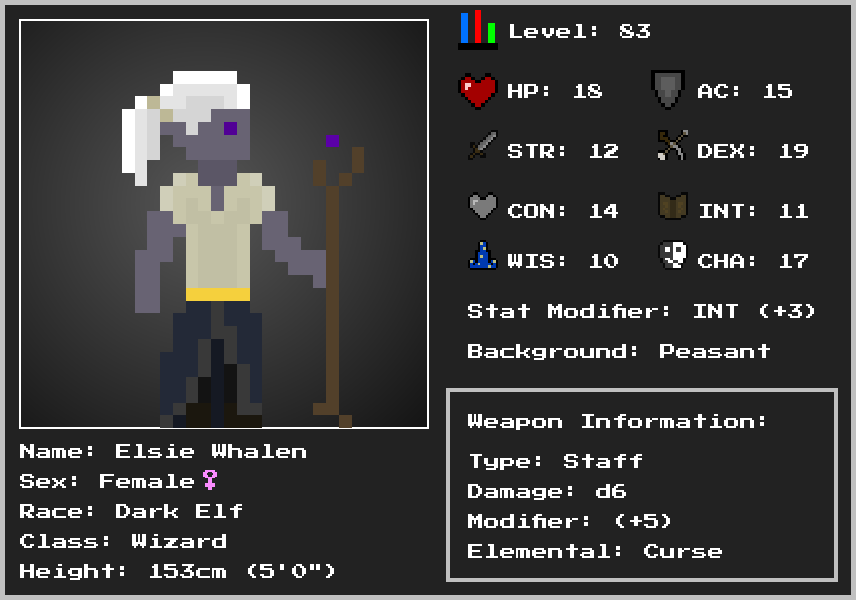 Level: 83
HP: 18
AC: 15
STR: 12
DEX: 19
CON: 14
INT: 11
WIS: 10
CHA: 17
Stat Modifier: INT (+3)
Background: Peasant
Weapon Information:
Type: Staff
Damage: d6
Modifier: (+5)
Elemental: Curse
Name: Elsie Whalen
Sex: Female♀
Race: Dark Elf
Class: Wizard
Height: 153cm (5'0")